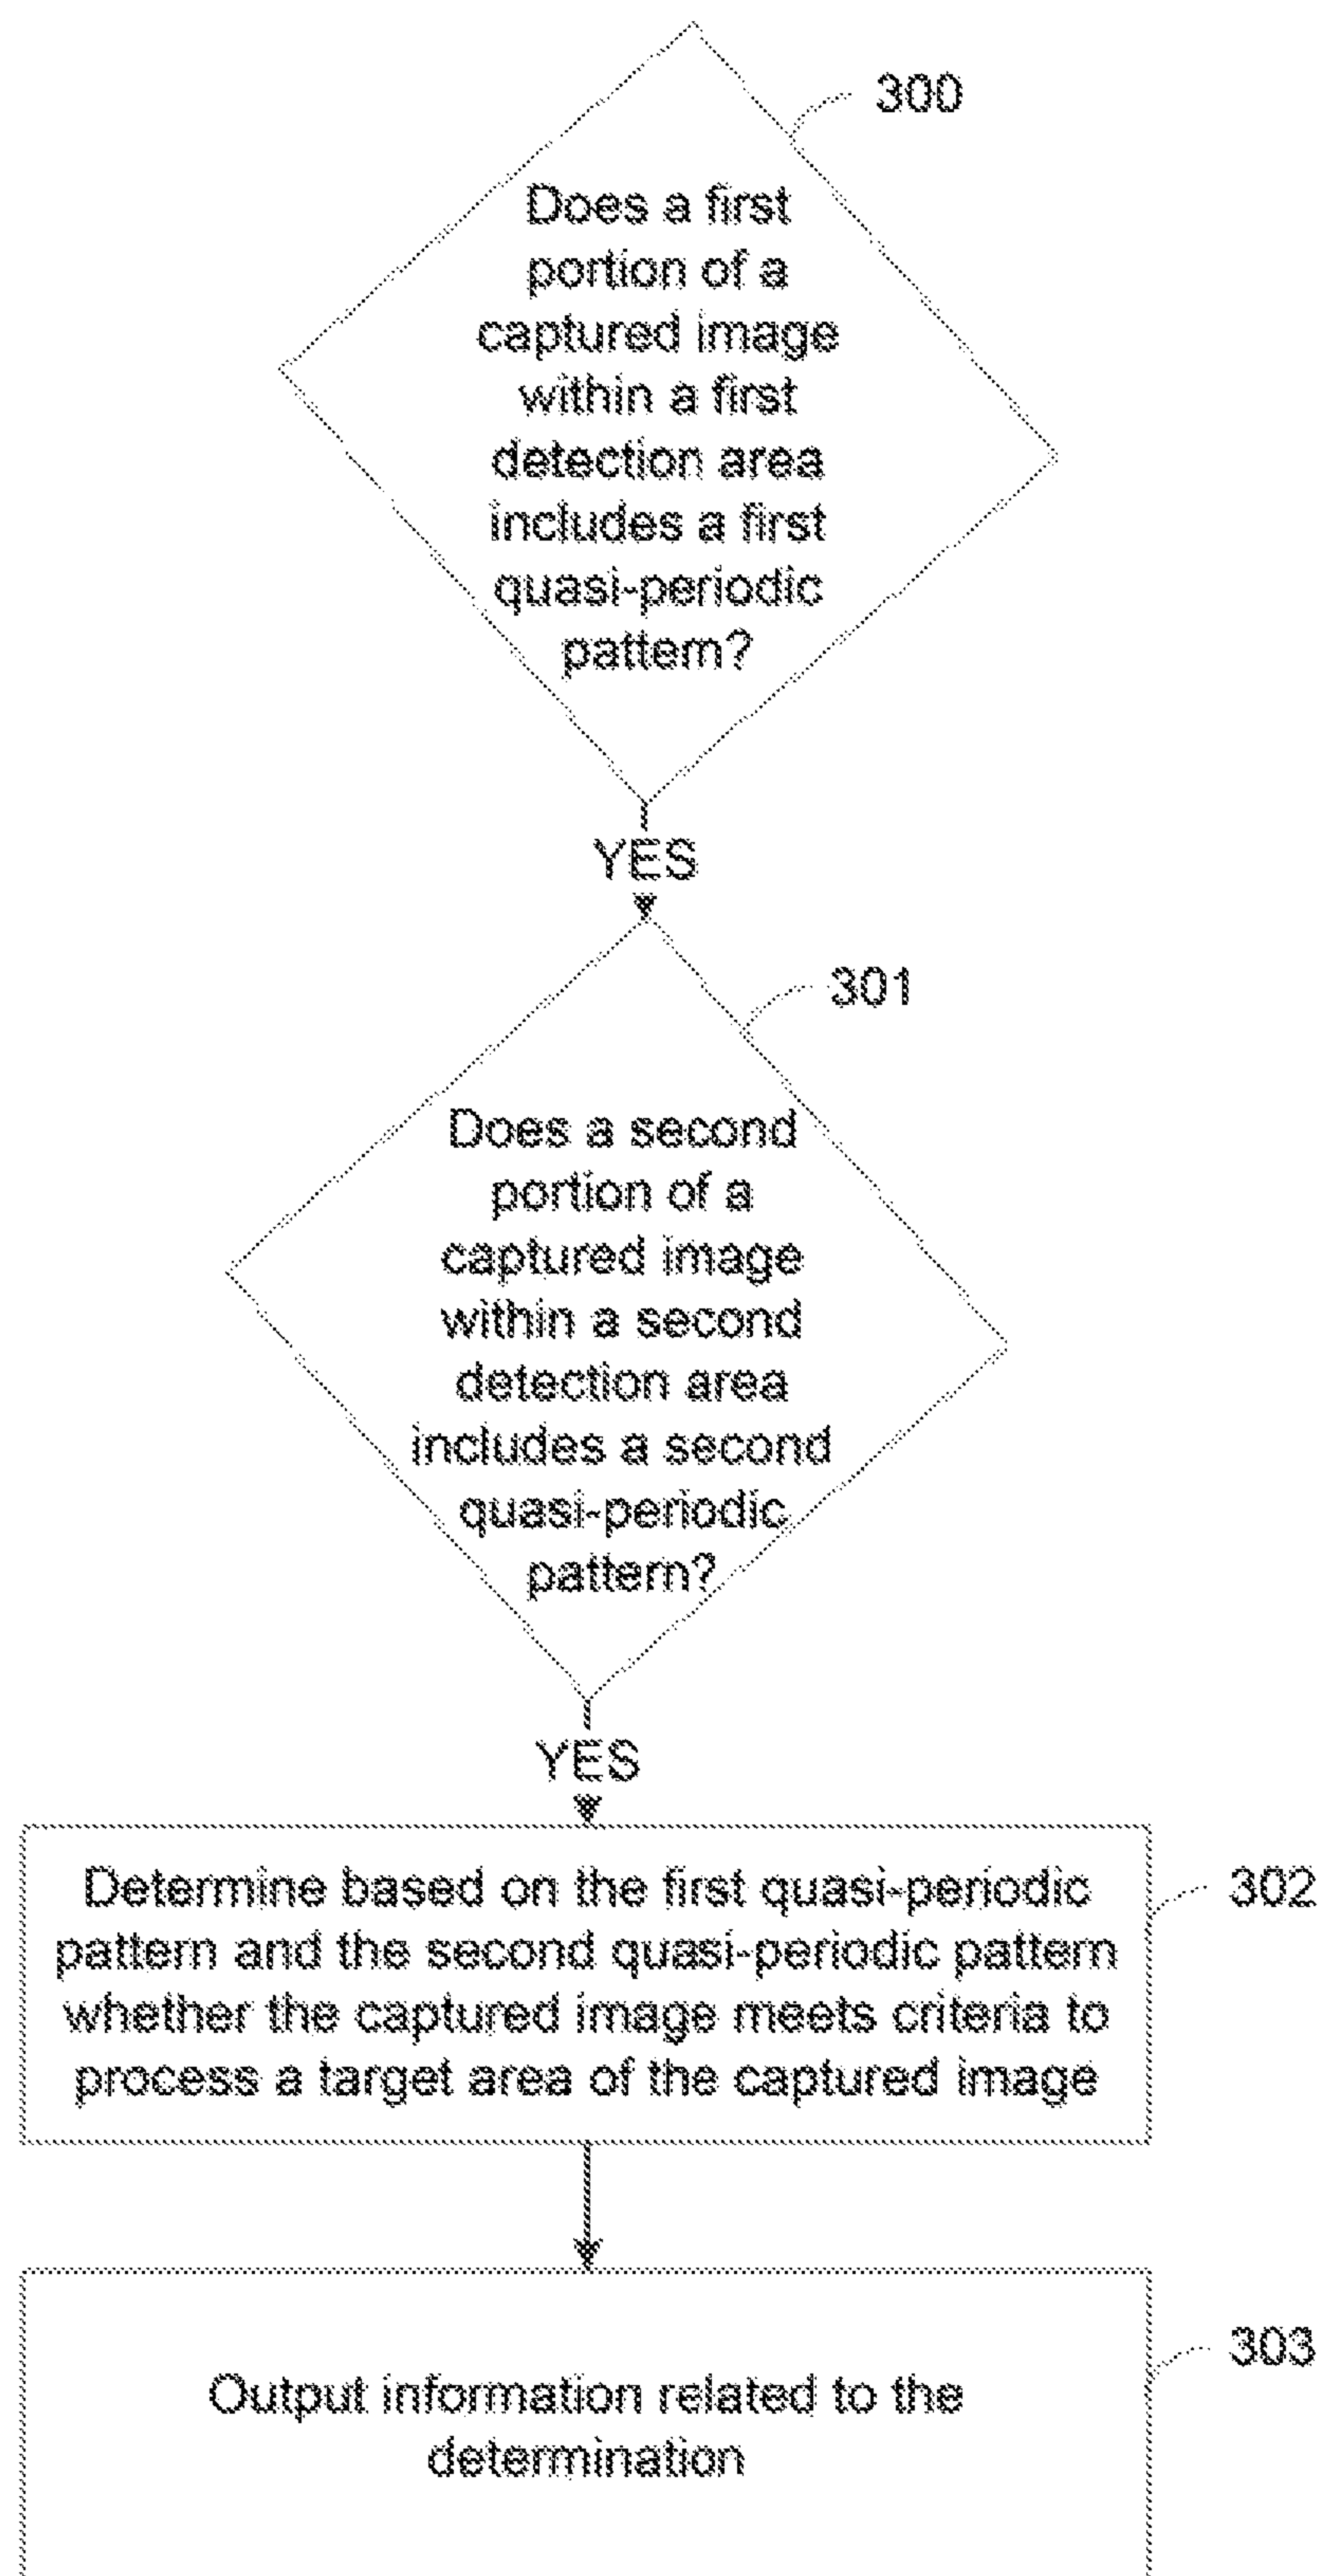 300
Does a first
portion of a
captured image
within a first
detection area
includes a first
quasi-periodic
pattern?
YES
301
Does a second
portion of a
captured image
within a second
detection area
includes a second
quasi-periodic
pattern?
YES
302
Determine based on the first quasi-periodic
pattern and the second quasi-periodic pattern
whether the captured image meets criteria to
process a target area of the captured image
303
Output information related to the
determination